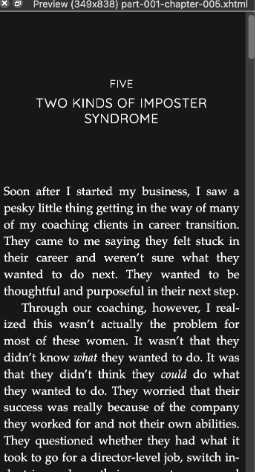 Preview (349x838) part-001-chapter-005.xhtml
FIVE
TWO KINDS OF IMPOSTER
SYNDROME
Soon after I started my business, I saw a
pesky little thing getting in the way of many
of my coaching clients in career transition.
They came to me saying they felt stuck in
their career and weren't sure what they
wanted to do next. They wanted to be
thoughtful and purposeful in their next step.
Through our coaching, however, I real-
ized this wasn't actually the problem for
most of these women. It wasn't that they
didn't know what they wanted to do. It was
that they didn't think they could do what
they wanted to do. They worried that their
success was really because of the company
they worked for and not their own abilities.
They questioned whether they had what it
took to go for a director-level job, switch in-